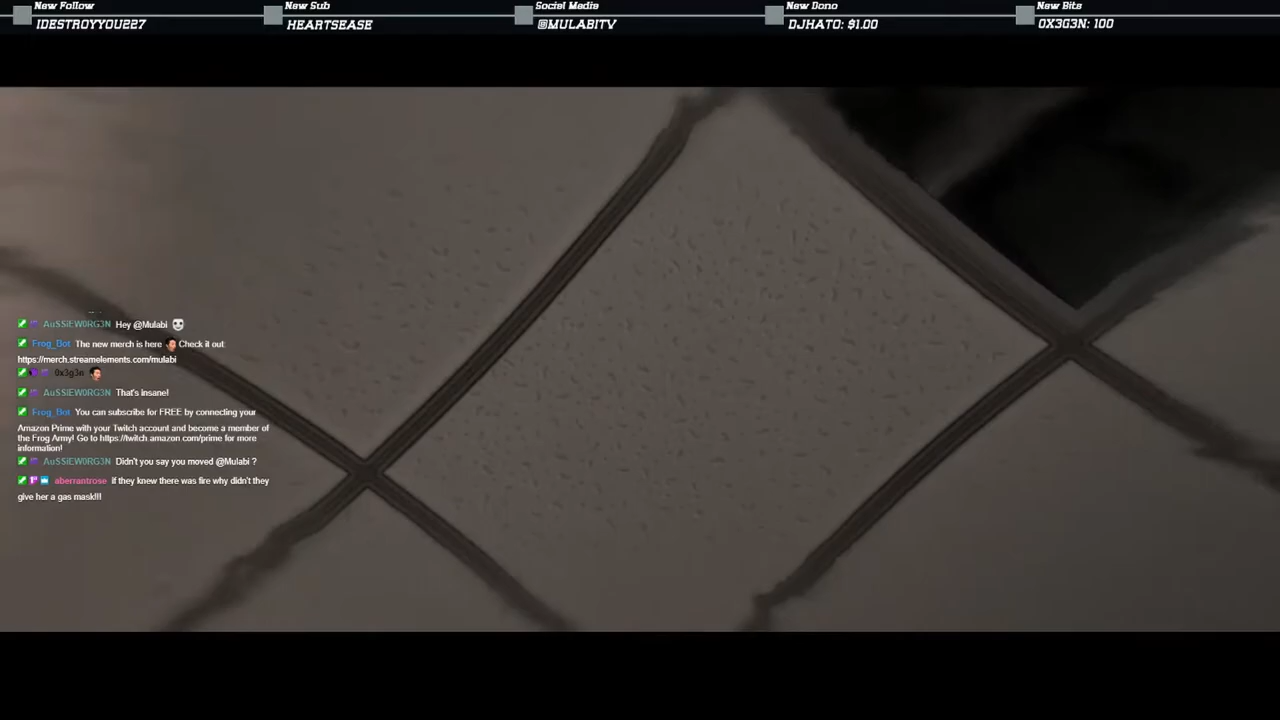 New Follow
IDESTROYYOU227
New Sub
HEARTSEASE
Social Media
@MULABITV
New Dono
DJHATO: $1.00
New Bits
0X3G3N: 100
AuSSiEW0RG3N Hey @Mulabi
Frog_Bot The new merch is here Check it out
https://merch.streamelements.com/mulabi
0x3g3n
AuSSiEW0RG3N That's insane!
Frog_Bot You can subscribe for FREE by connecting your
Amazon Prime with your Twitch account and become a member of
the Frog Army! Go to https://twitch.amazon.com/prime for more
information!
AuSSiEW0RG3N Didn't you say you moved @Mulabi ?
aberrantrose if they knew there was fire why didn't they
give her a gas mask!!!